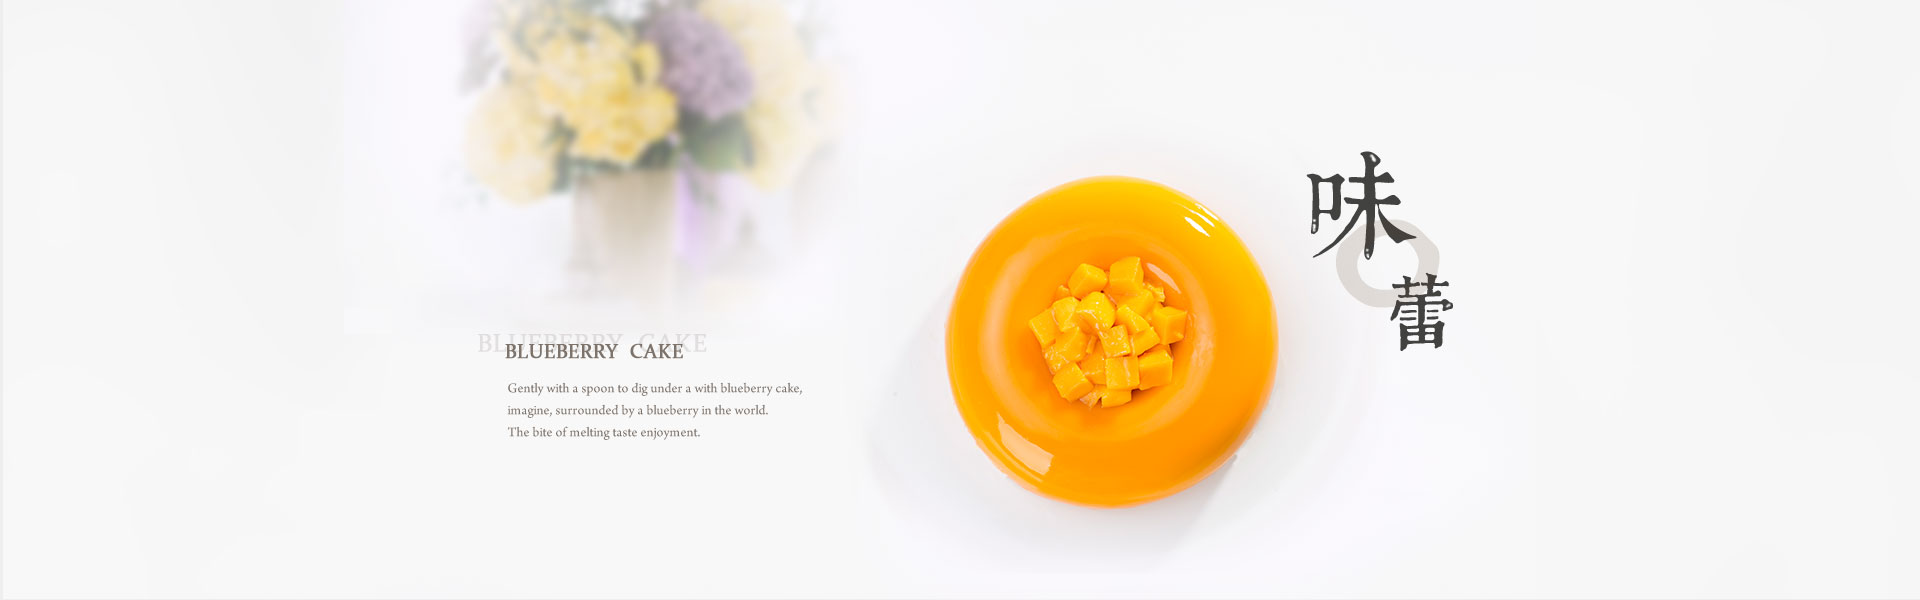 BLUEBERRY CAKE
BLUEBERRY CAKE
Gently with a spoon to dig under a with blueberry cake,
imagine, surrounded by a blueberry in the world.
The bite of melting taste enjoyment.
味
蕾